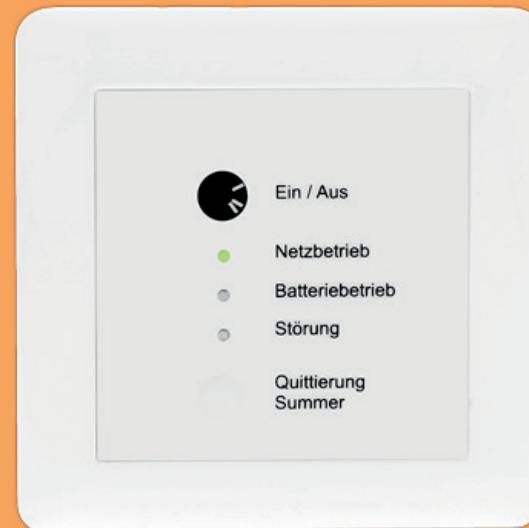 Ein / Aus
Netzbetrieb
Batteriebetrieb
Störung
Quittierung
Summer